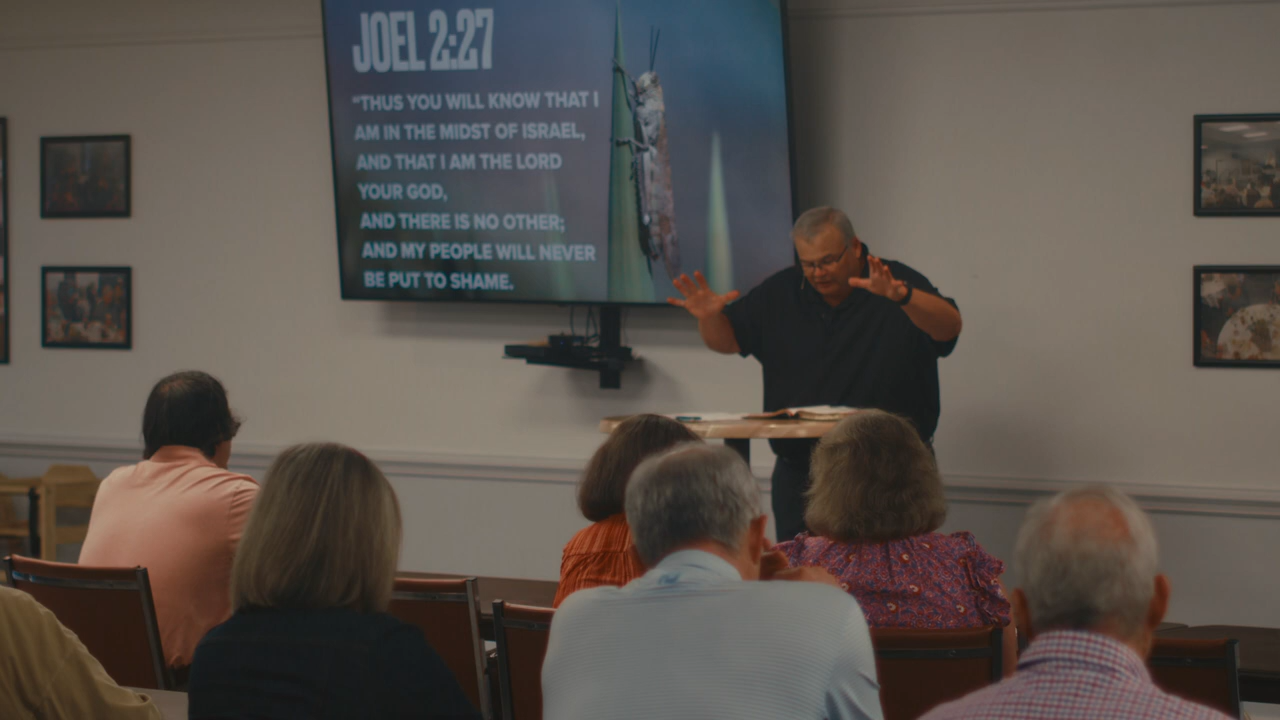 JOEL 2:27
"THUS YOU WILL KNOW THAT I
AM IN THE MIDST OF ISRAEL,
AND THAT I AM THE LORD
YOUR GOD,
AND THERE IS NO OTHER;
AND MY PEOPLE WILL NEVER
BE PUT TO SHAME.